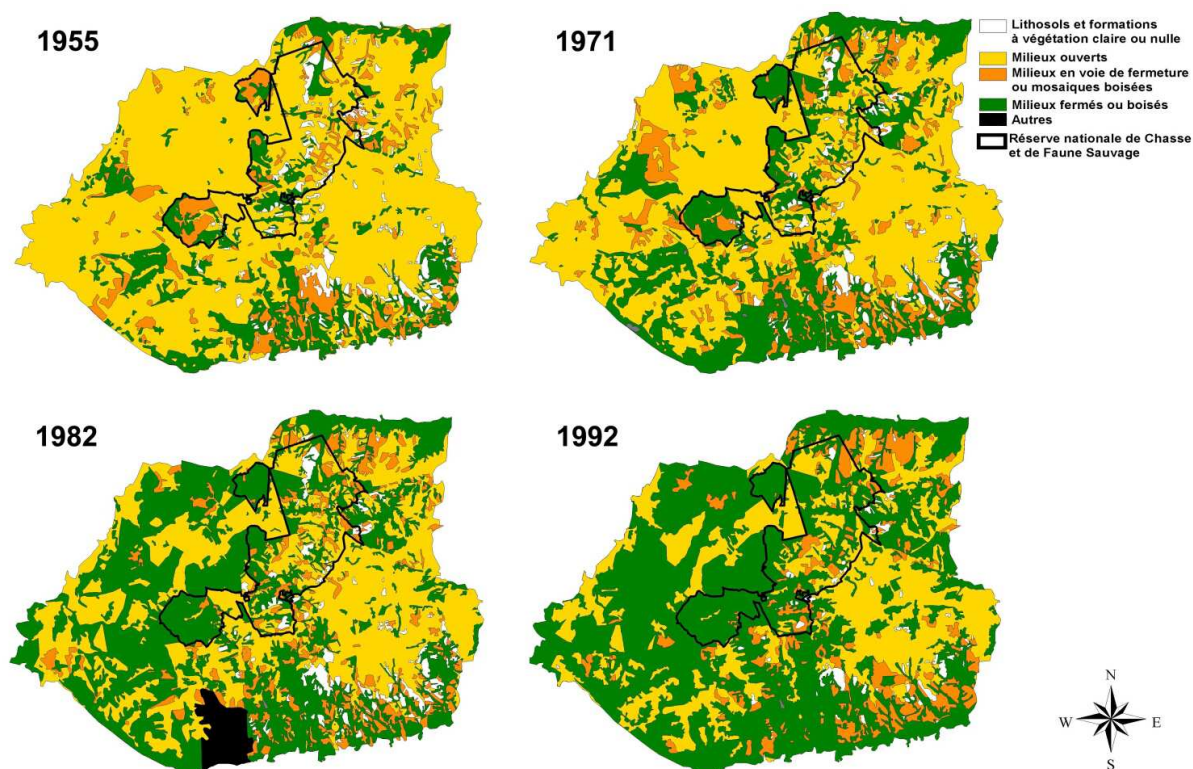 1955
1971
Lithosols et formations
à végétation claire ou nulle
Milieux ouverts
Milieux en voie de fermeture
ou mosaiques boisées
Milieux fermés ou boisés
Autres
Réserve nationale de Chasse
et de Faune Sauvage
1982
1992
N
W
E
S